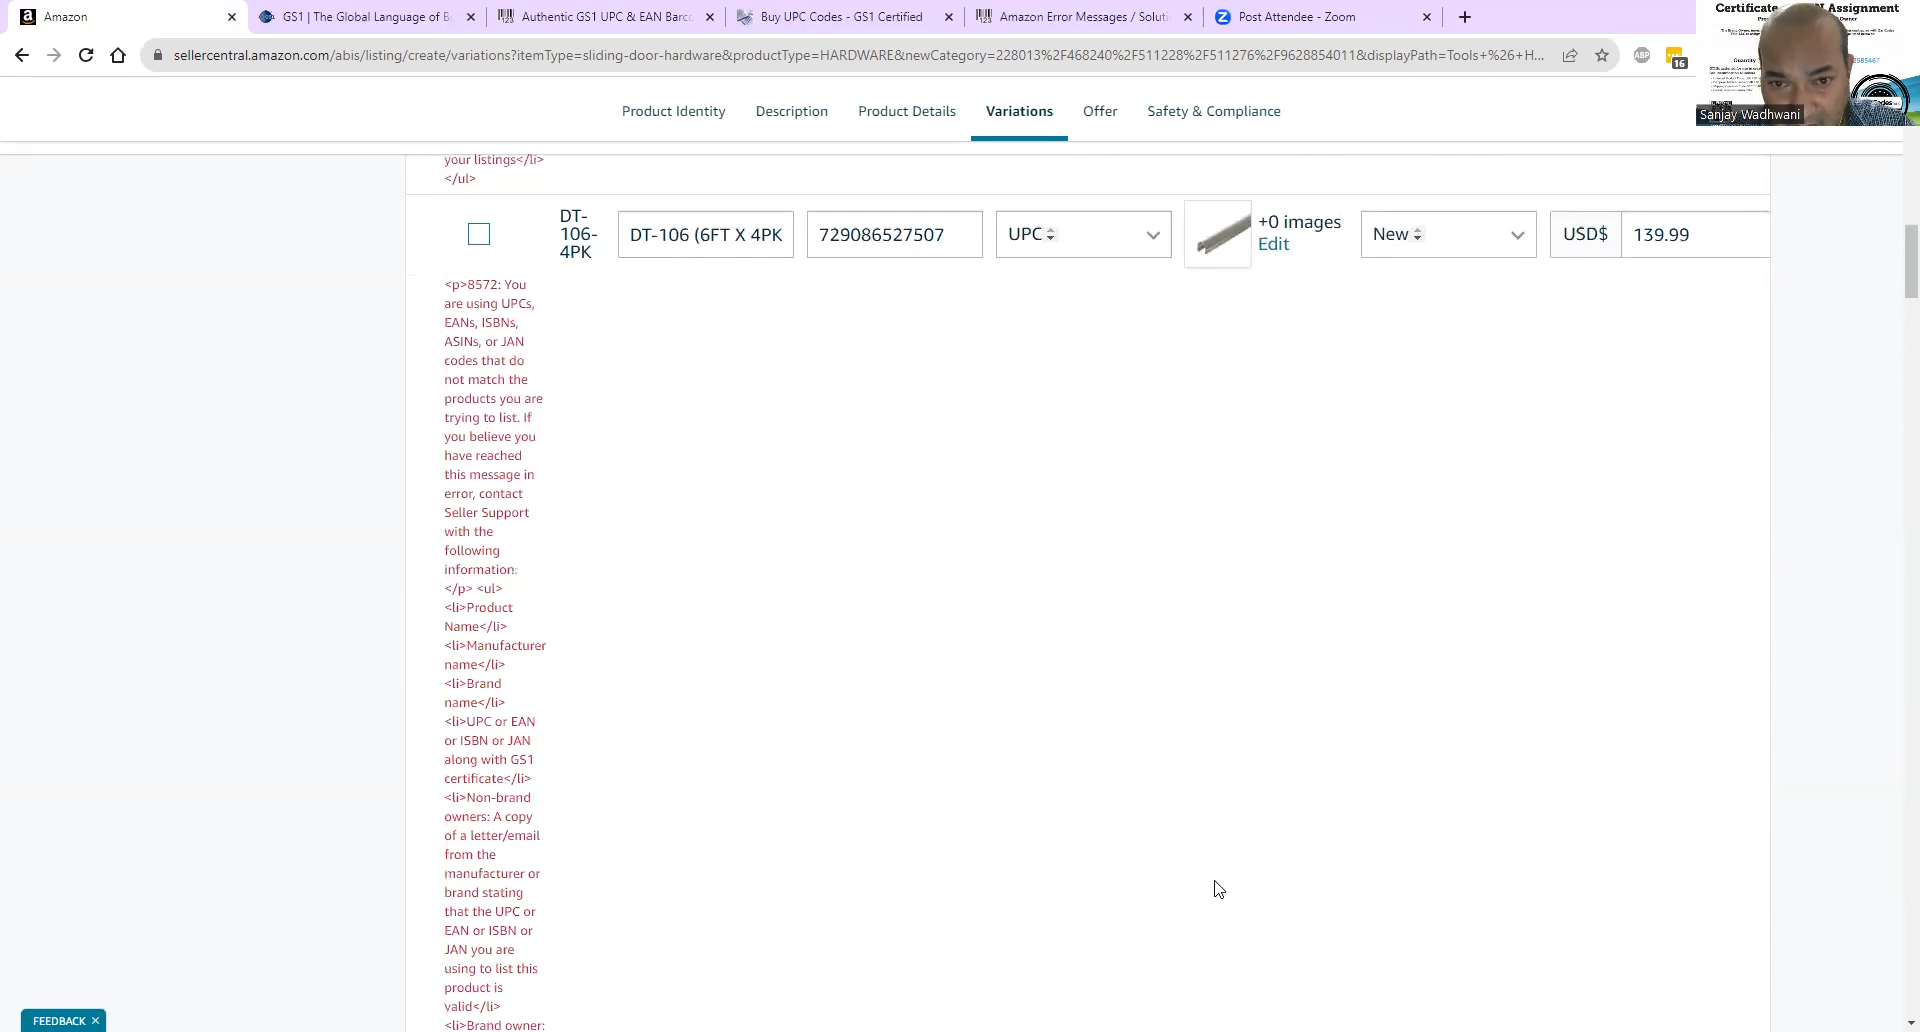 Amazon
GS1 | The Global Language of B
Authentic GS1 UPC & EAN Barc
Buy UPC Codes - GS1 Certified
Amazon Error Messages / Soluti
Post Attendee - Zoom
sellercentral.amazon.com/abis/listing/create/variations?itemType=sliding-door-hardware&productType=HARDWARE&newCategory=228013%2F468240%2F511228%2F511276%2F9628854011&displayPath=Tools+%26+H...
ABP
16
Certificate
Assignment
Owner
Quantity
Sanjay Wadhwani
Product Identity
Description
Product Details
Variations
Offer
Safety & Compliance
your listings</li>
</ul>
DT-
106-
4PK
DT-106 (6FT X 4PK
729086527507
UPC
+0 images
Edit
New
USD$
139.99
<p>8572: You
are using UPCs,
EANs, ISBNs,
ASINs, or JAN
codes that do
not match the
products you are
trying to list. If
you believe you
have reached
this message in
error, contact
Seller Support
with the
following
information:
</p> <ul>
<li>Product
Name</li>
<li>Manufacturer
name</li>
<li>Brand
name</li>
<li>UPC or EAN
or ISBN or JAN
along with GS1
certificate</li>
<li>Non-brand
owners: A copy
of a letter/email
from the
manufacturer or
brand stating
that the UPC or
EAN or ISBN or
JAN you are
using to list this
product is
valid</li>
<li>Brand owner:
FEEDBACK